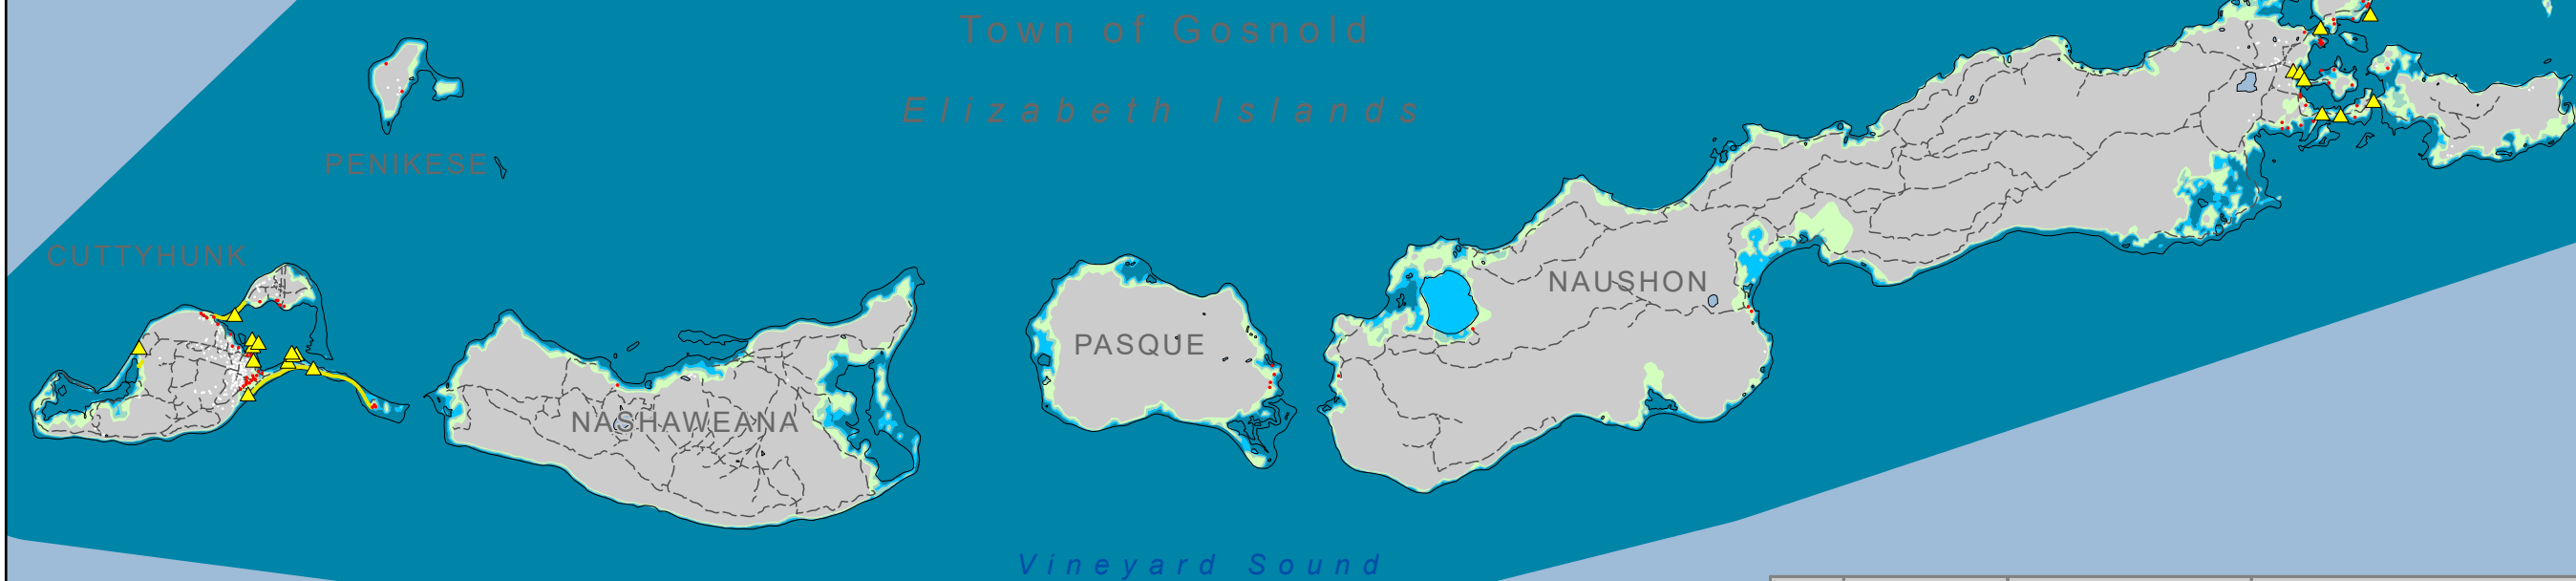 Town of Gosnold
Elizabeth Islands
PENIKESE
CUTTYHUNK
NAUSHON
PASQUE
NASHAWEANA
Vineyard Sound